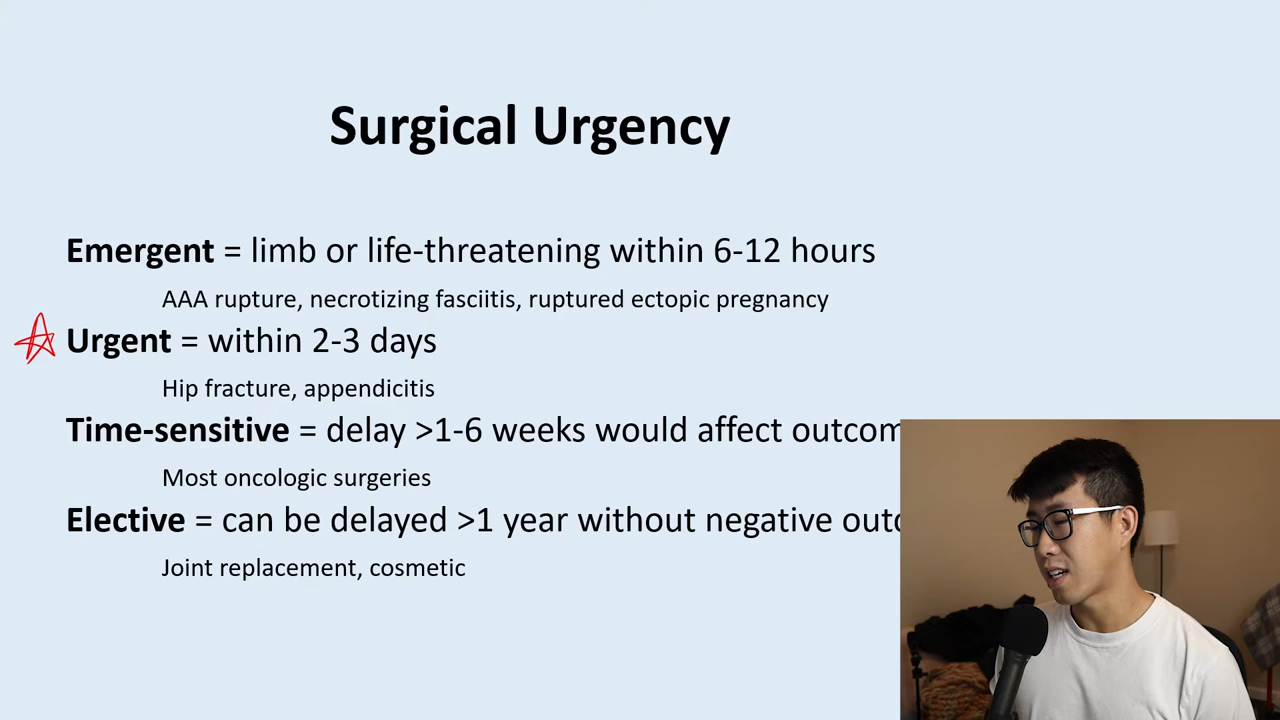 Surgical Urgency
Emergent = limb or life-threatening within 6-12 hours
AAA rupture, necrotizing fasciitis, ruptured ectopic pregnancy
Urgent = within 2-3 days
Hip fracture, appendicitis
Time-sensitive = delay >1-6 weeks would affect
Most oncologic surgeries
Elective = can be delayed >1 year without negative
Joint replacement, cosmetic